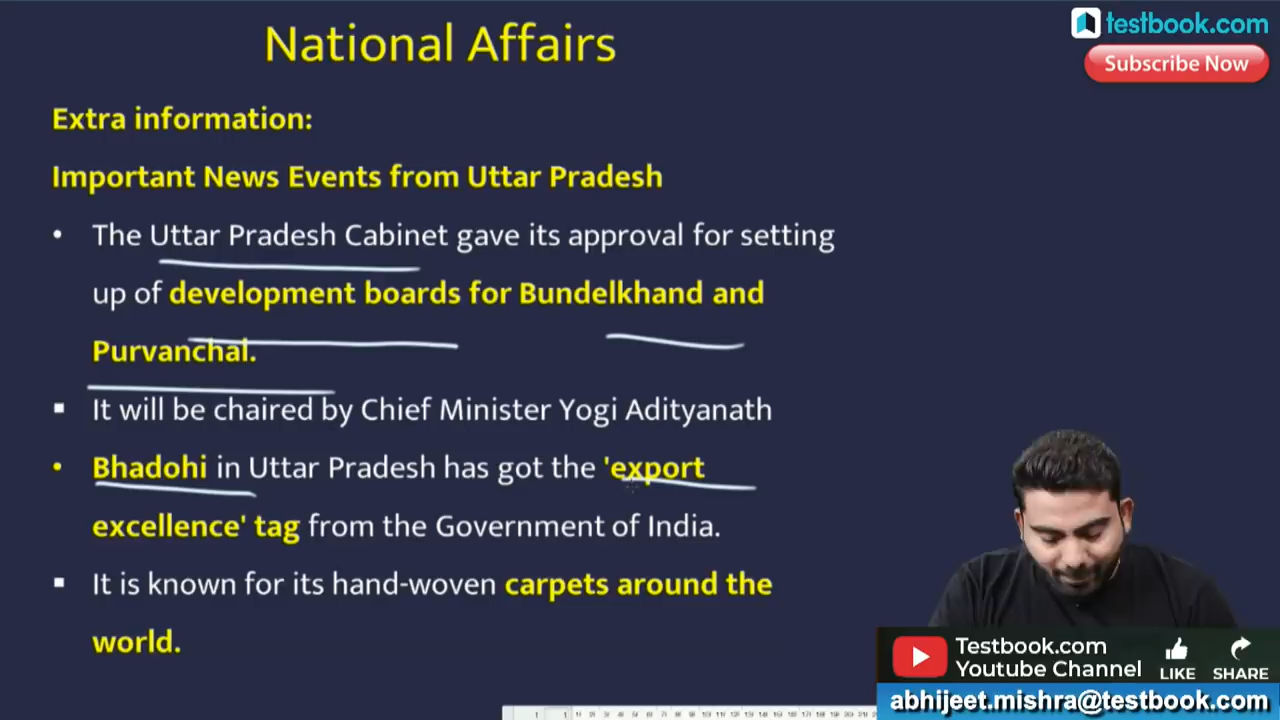 National Affairs
testbook.com
Subscribe Now
Extra information:
Important News Events from Uttar Pradesh
• The Uttar Pradesh Cabinet gave its approval for setting
up of development boards for Bundelkhand and
Purvanchal.
▪ It will be chaired by Chief Minister Yogi Adityanath
• Bhadohi in Uttar Pradesh has got the 'export
excellence' tag from the Government of India.
▪ It is known for its hand-woven carpets around the
world.
Testbook.com
Youtube Channel
LIKE
SHARE
abhijeet.mishra@testbook.com